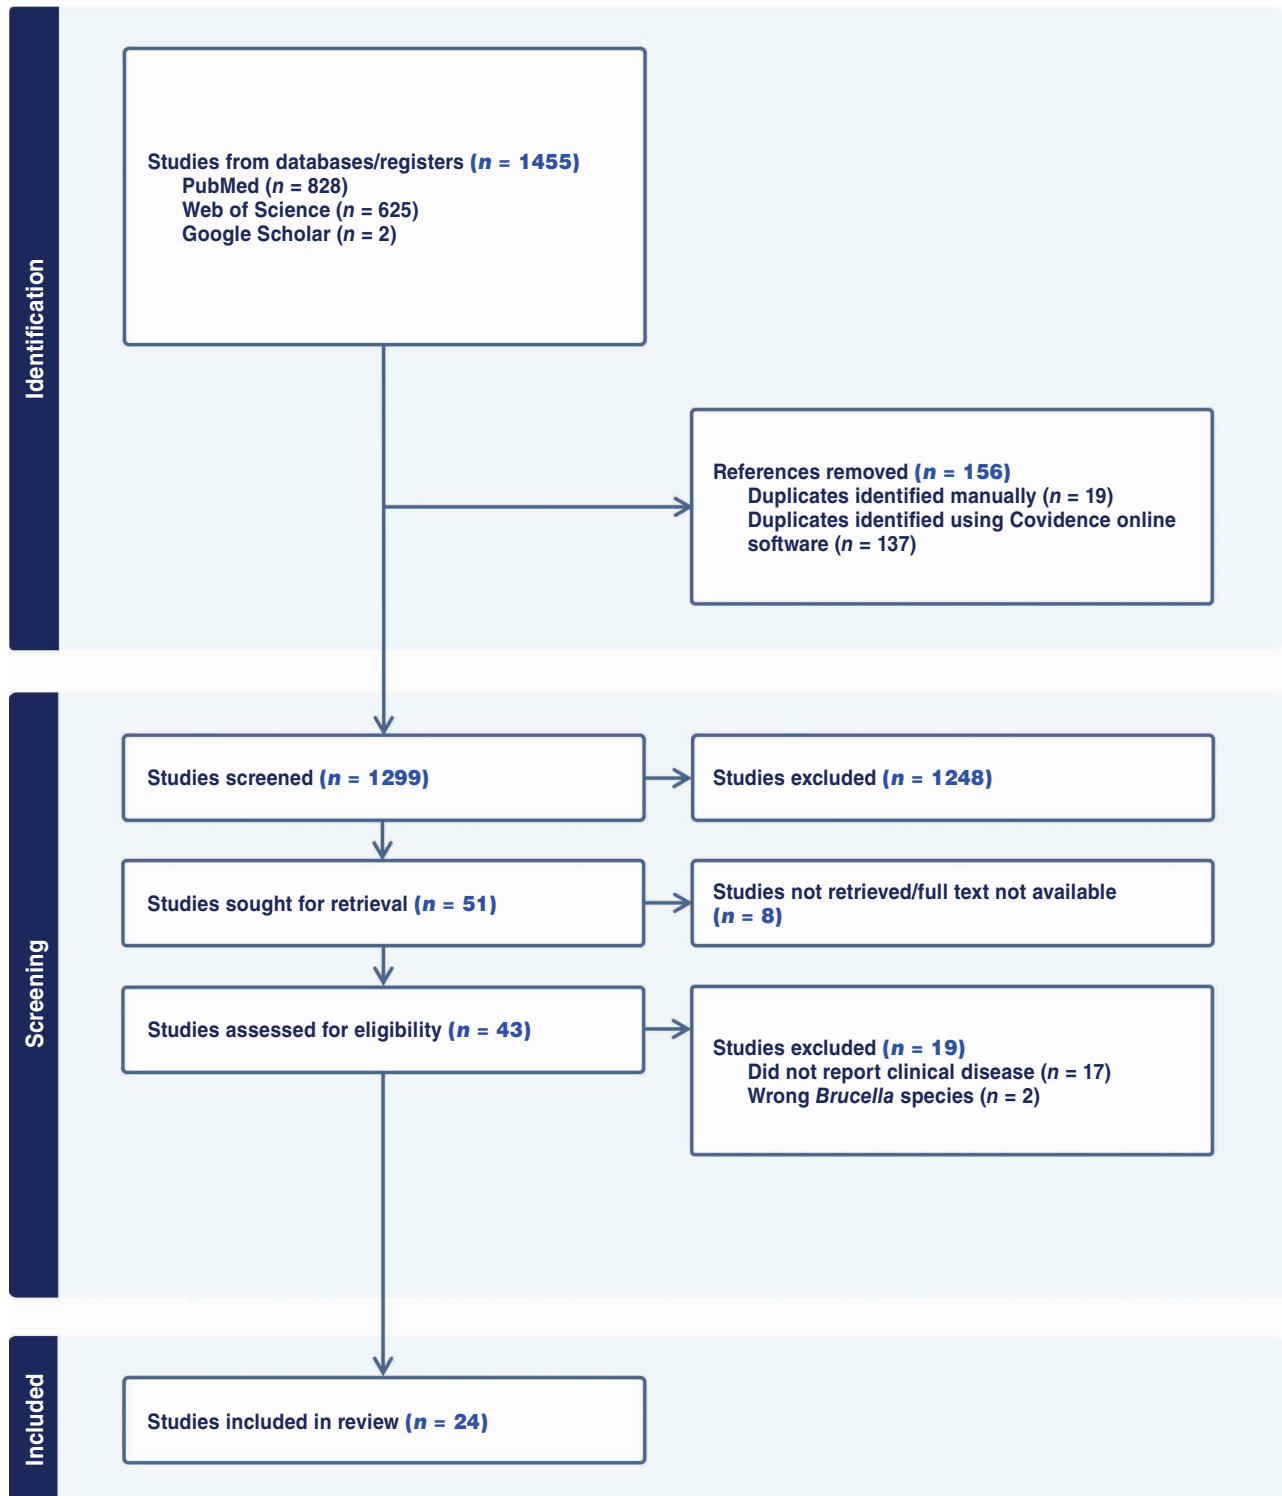 Identification
Studies from databases/registers (n = 1455)
PubMed (n = 828)
Web of Science (n = 625)
Google Scholar (n = 2)
References removed (n = 156)
Duplicates identified manually (n = 19)
Duplicates identified using Covidence online
software (n = 137)
Screening
Studies screened (n = 1299)
Studies excluded (n = 1248)
Studies sought for retrieval (n = 51)
Studies not retrieved/full text not available
(n = 8)
Studies assessed for eligibility (n = 43)
Studies excluded (n = 19)
Did not report clinical disease (n = 17)
Wrong Brucella species (n = 2)
Included
Studies included in review (n = 24)